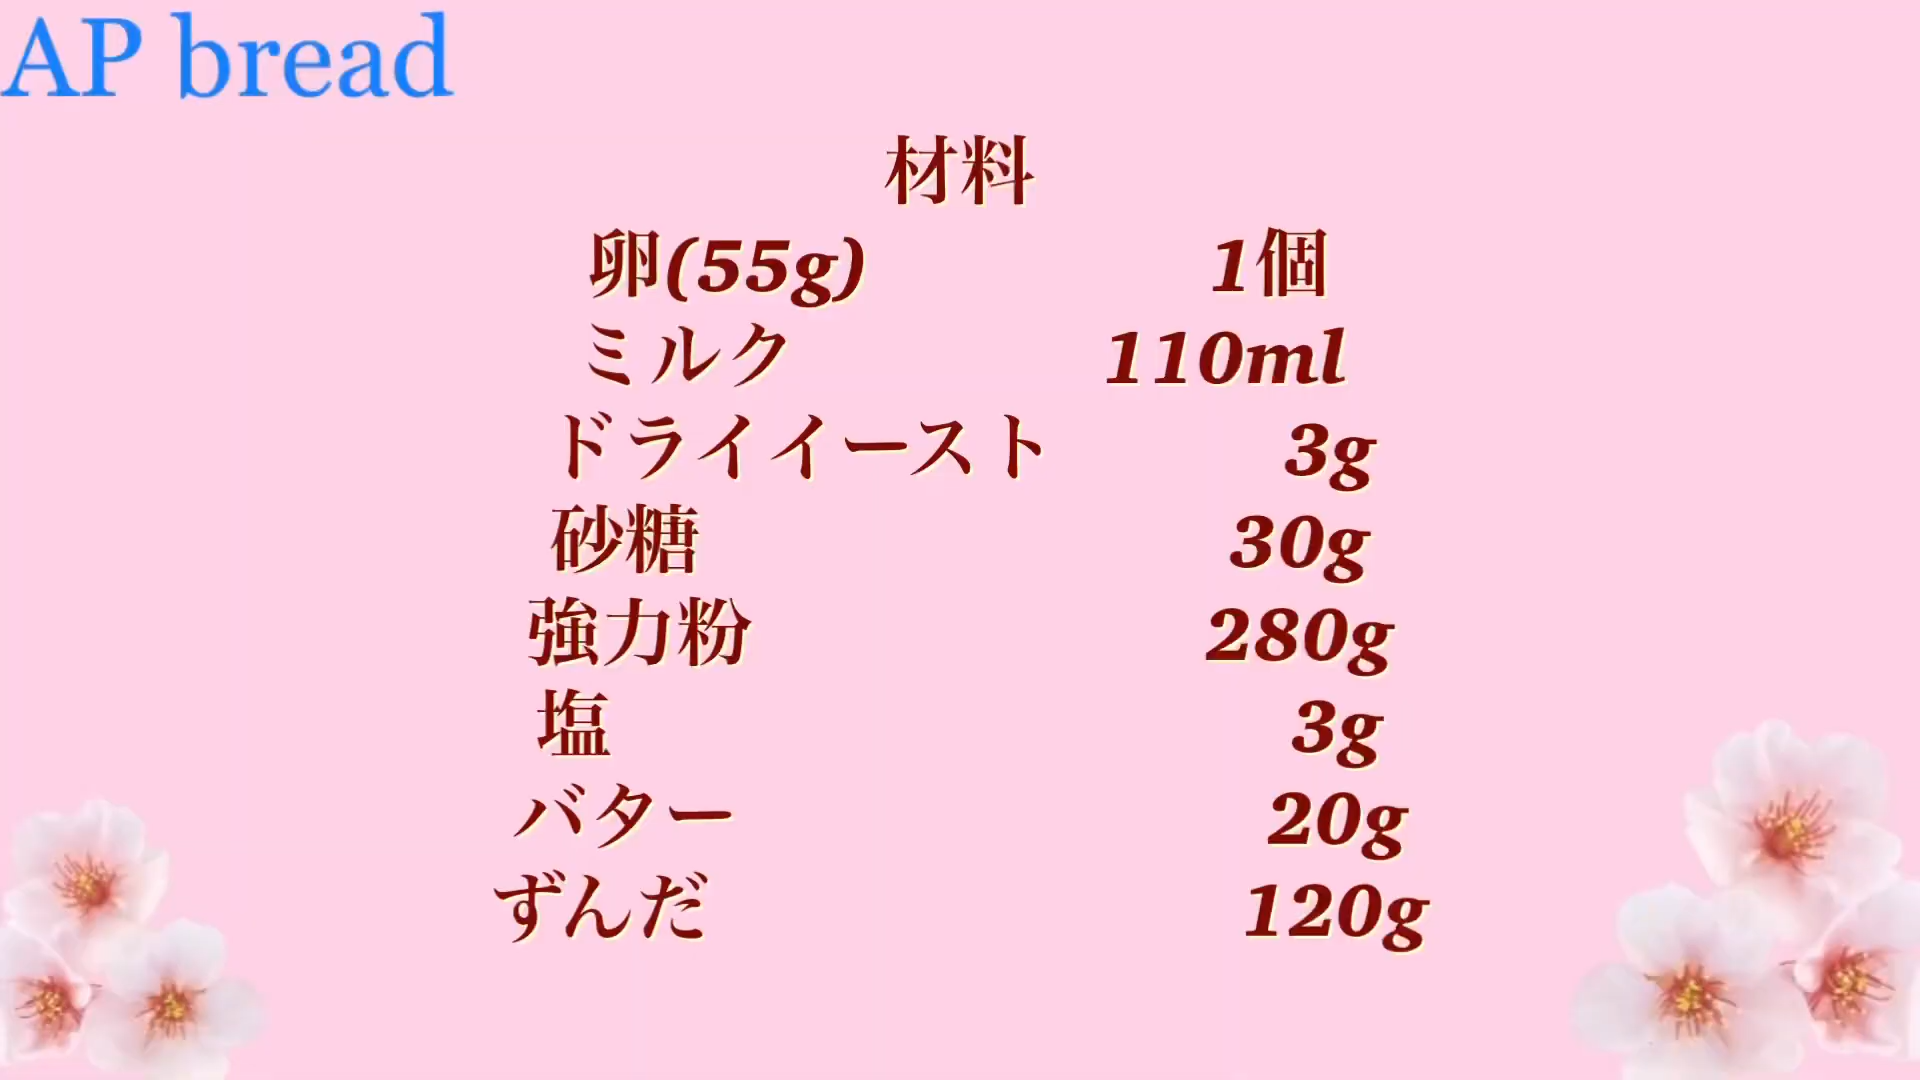 AP bread
材料
卵(55g) 1個
ミルク 110ml
ドライイースト 3g
砂糖 30g
強力粉 280g
塩 3g
バター 20g
ずんだ 120g